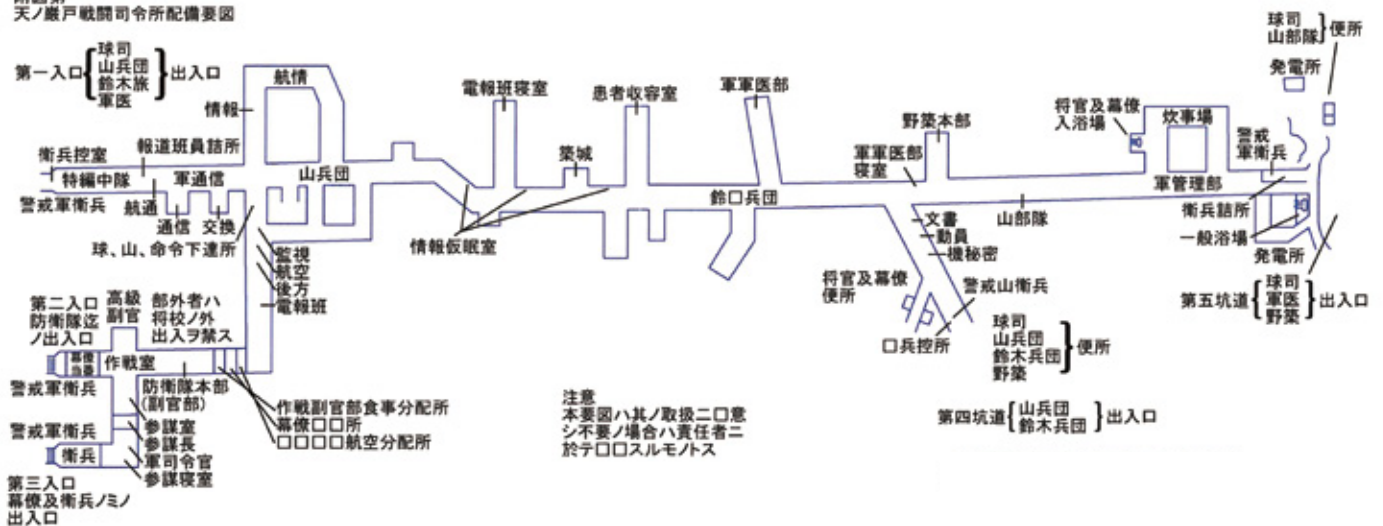 天ノ巌戸戦闘司令所配備要図
第一入口
球司
山兵団
鈴木旅
軍医
出入口
航情
情報
衛兵控室
報道班員詰所
特編中隊
軍通信
警戒軍衛兵
航通
通信
交換
球、山、命令下達所
山兵団
監視
航空
後方
電報班
電報班寝室
患者収容室
築城
情報仮眠室
軍軍医部
鈴□兵団
野築本部
軍軍医部
寝室
文書
動員
機秘密
山部隊
将官及幕僚
便所
警戒山衛兵
□兵控所
球司
山兵団
鈴木兵団
野築
便所
第四坑道
山兵団
鈴木兵団
出入口
将官及幕僚
入浴場
炊事場
軍管理部
警戒
軍衛兵
衛兵詰所
一般浴場
発電所
球司
山部隊
便所
発電所
第五坑道
球司
軍医
野築
出入口
第二入口
防衛隊迄
ノ出入口
高級
副官
部外者ハ
将校ノ外
出入ヲ禁ス
幕僚
当番
作戦室
警戒軍衛兵
防衛隊本部
(副官部)
作戦副官部食事分配所
幕僚□□所
□□□□航空分配所
警戒軍衛兵
衛兵
参謀室
参謀長
軍司令官
参謀寝室
第三入口
幕僚及衛兵ノミノ
出入口
注意
本要図ハ其ノ取扱ニ□意
シ不要ノ場合ハ責任者ニ
於テ□□スルモノトス